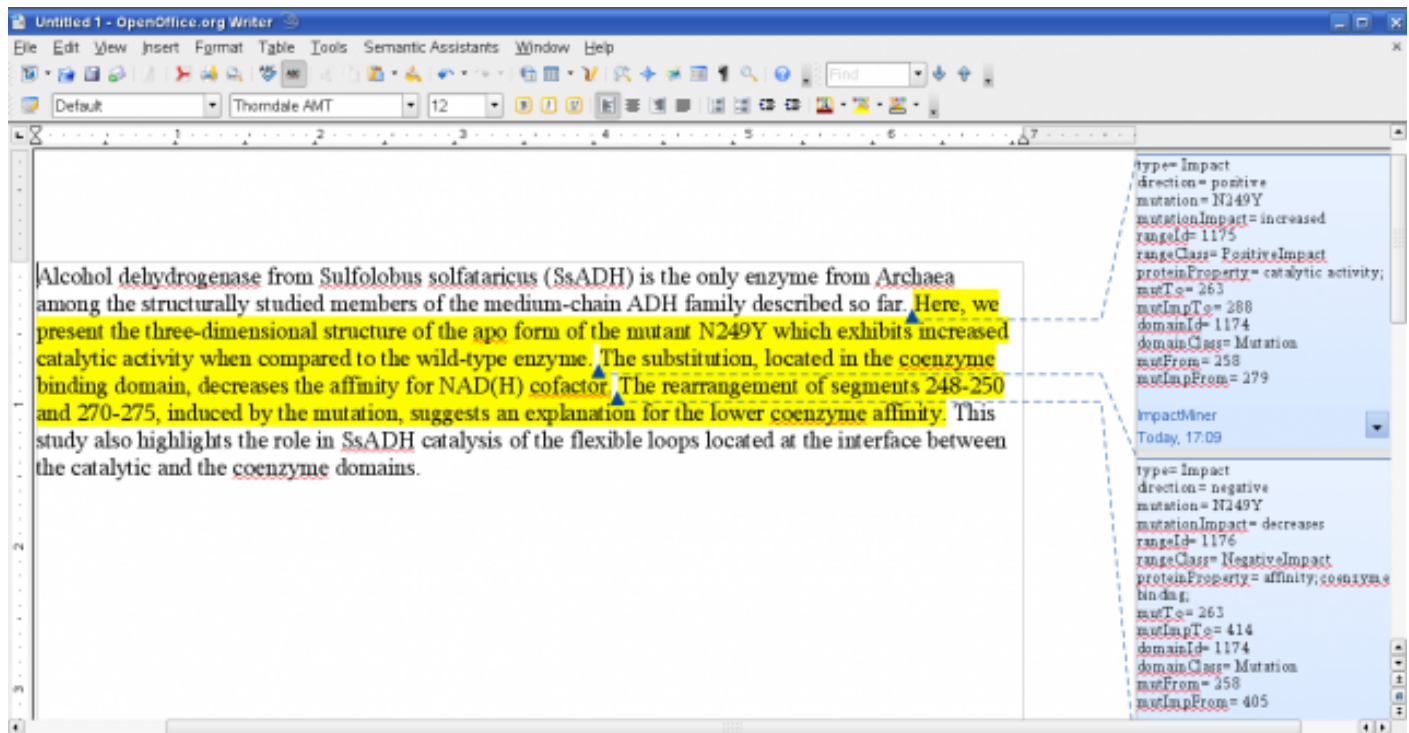 Untitled 1 - OpenOffice.org Writer
File Edit View Insert Format Table Tools Semantic Assistants Window Help
Find
Default Thorndale AMT 12
1 2 3 4 5 6 7
Alcohol dehydrogenase from Sulfolobus solfataricus (SsADH) is the only enzyme from Archaea
among the structurally studied members of the medium-chain ADH family described so far. Here, we
present the three-dimensional structure of the apo form of the mutant N249Y which exhibits increased
catalytic activity when compared to the wild-type enzyme. The substitution, located in the coenzyme
binding domain, decreases the affinity for NAD(H) cofactor. The rearrangement of segments 248-250
and 270-275, induced by the mutation, suggests an explanation for the lower coenzyme affinity. This
study also highlights the role in SsADH catalysis of the flexible loops located at the interface between
the catalytic and the coenzyme domains.
type= Impact
direction= positive
mutation= N249Y
mutationImpact= increased
rangeId= 1175
rangeClass= PositiveImpact
proteinProperty= catalytic activity;
mutTo= 263
mutImpTo= 288
domainId= 1174
domainClass= Mutation
mutFrom= 258
mutImpFrom= 279
ImpactMiner
Today, 17:09
type= Impact
direction= negative
mutation= N249Y
mutationImpact= decreases
rangeId= 1176
rangeClass= NegativeImpact
proteinProperty= affinity;coenzyme
binding;
mutTo= 263
mutImpTo= 414
domainId= 1174
domainClass= Mutation
mutFrom= 258
mutImpFrom= 405
1
2
3